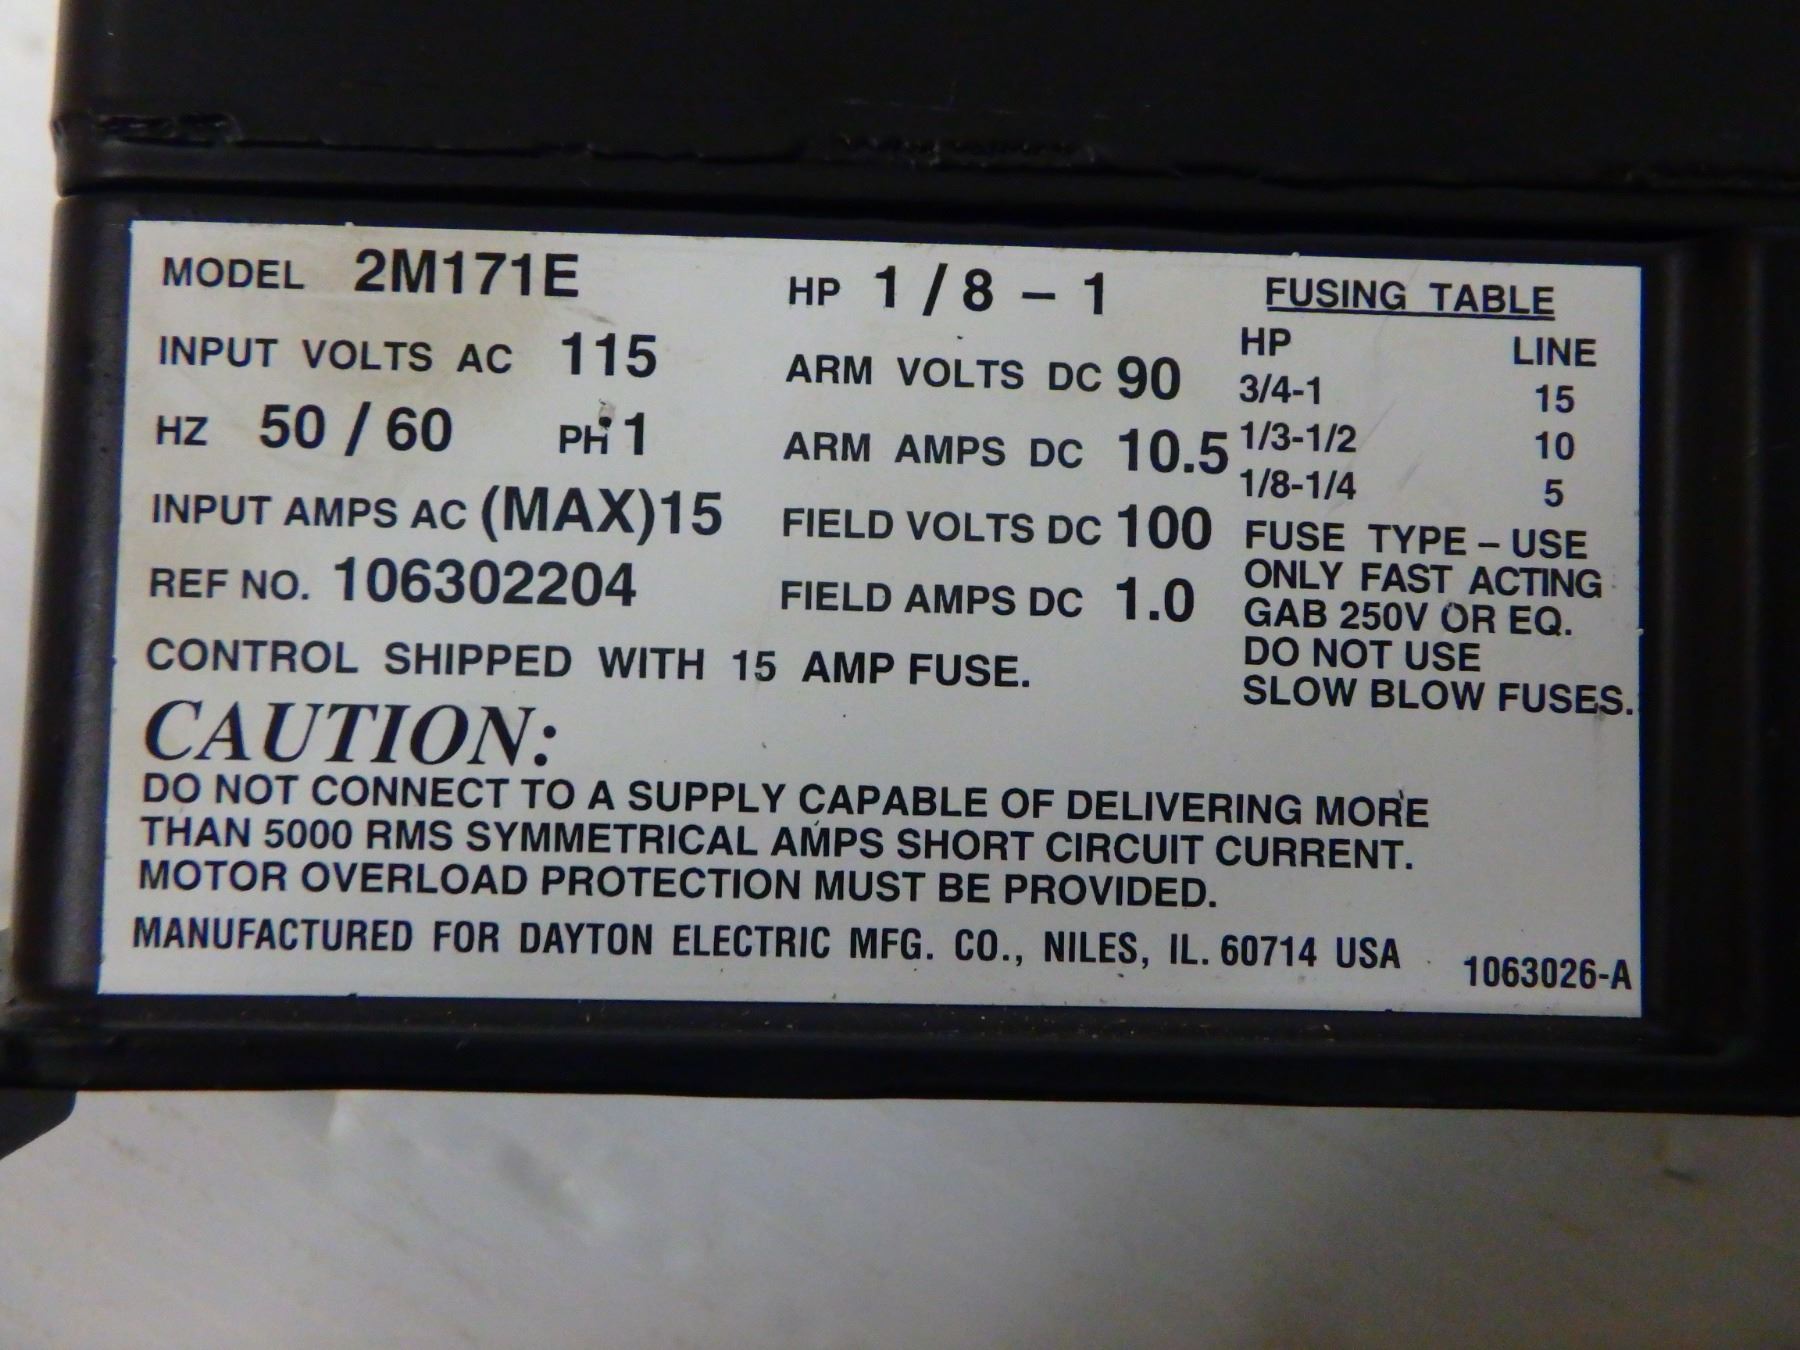 MODEL 2M171E
INPUT VOLTS AC 115
HZ 50 / 60 PH 1
INPUT AMPS AC (MAX)15
REF NO. 106302204
CONTROL SHIPPED WITH 15 AMP FUSE.
HP 1 / 8 - 1
ARM VOLTS DC 90
ARM AMPS DC 10.5
FIELD VOLTS DC 100
FIELD AMPS DC 1.0
FUSING TABLE
HP LINE
3/4-1 15
1/3-1/2 10
1/8-1/4 5
FUSE TYPE – USE
ONLY FAST ACTING
GAB 250V OR EQ.
DO NOT USE
SLOW BLOW FUSES.
CAUTION:
DO NOT CONNECT TO A SUPPLY CAPABLE OF DELIVERING MORE
THAN 5000 RMS SYMMETRICAL AMPS SHORT CIRCUIT CURRENT.
MOTOR OVERLOAD PROTECTION MUST BE PROVIDED.
MANUFACTURED FOR DAYTON ELECTRIC MFG. CO., NILES, IL. 60714 USA
1063026-A